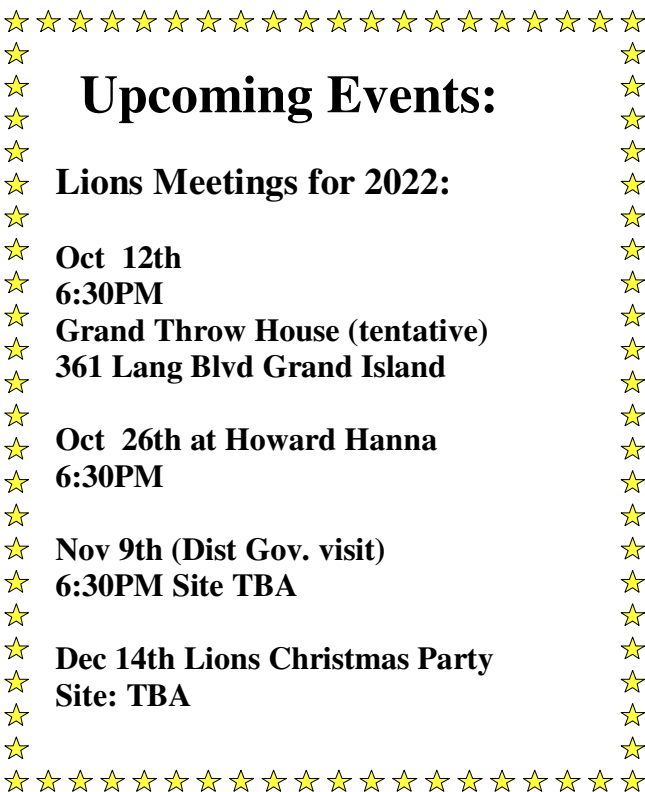 Upcoming Events:
Lions Meetings for 2022:
Oct  12th
6:30PM
Grand Throw House (tentative)
361 Lang Blvd Grand Island
Oct  26th at Howard Hanna
6:30PM
Nov 9th (Dist Gov. visit)
6:30PM Site TBA
Dec 14th Lions Christmas Party
Site: TBA